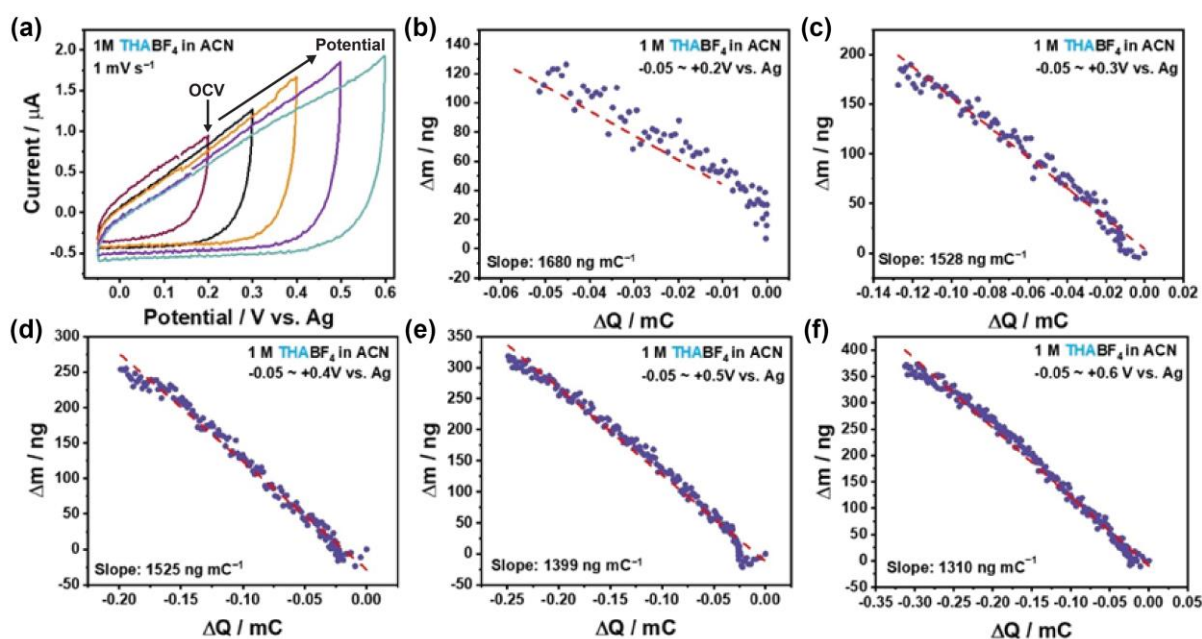 (a)
1M THABF₄ in ACN
1 mV s⁻¹
Potential
OCV
2.0
1.5
1.0
0.5
0.0
-0.5
Current / μA
0.0 0.1 0.2 0.3 0.4 0.5 0.6
Potential / V vs. Ag
(b)
1 M THABF₄ in ACN
-0.05 ~ +0.2V vs. Ag
140
120
100
80
60
40
20
0
-20
Δm / ng
Slope: 1680 ng mC⁻¹
-0.06 -0.05 -0.04 -0.03 -0.02 -0.01 0.00
ΔQ / mC
(c)
1 M THABF₄ in ACN
-0.05 ~ +0.3V vs. Ag
200
150
100
50
0
Δm / ng
Slope: 1528 ng mC⁻¹
-0.14 -0.12 -0.10 -0.08 -0.06 -0.04 -0.02 0.00 0.02
ΔQ / mC
(d)
1 M THABF₄ in ACN
-0.05 ~ +0.4V vs. Ag
300
250
200
150
100
50
0
-50
Δm / ng
Slope: 1525 ng mC⁻¹
-0.20 -0.15 -0.10 -0.05 0.00
ΔQ / mC
(e)
1 M THABF₄ in ACN
-0.05 ~ +0.5V vs. Ag
350
300
250
200
150
100
50
0
-50
Δm / ng
Slope: 1399 ng mC⁻¹
-0.25 -0.20 -0.15 -0.10 -0.05 0.00
ΔQ / mC
(f)
1 M THABF₄ in ACN
-0.05 ~ +0.6 V vs. Ag
400
350
300
250
200
150
100
50
0
-50
Δm / ng
Slope: 1310 ng mC⁻¹
-0.35 -0.30 -0.25 -0.20 -0.15 -0.10 -0.05 0.00 0.05
ΔQ / mC